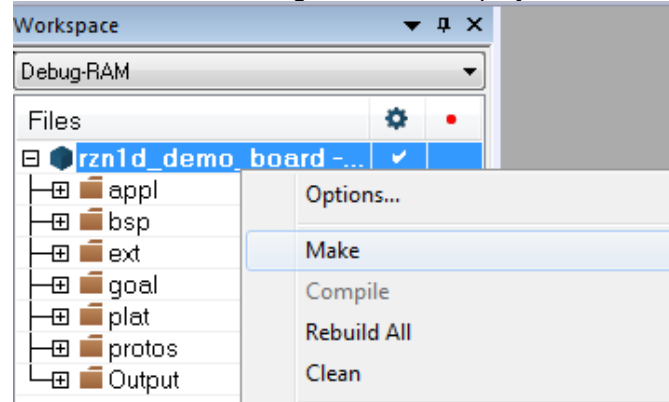 Workspace
Debug-RAM
Files
rzn1d_demo_board -...
appl
bsp
ext
goal
plat
protos
Output
Options...
Make
Compile
Rebuild All
Clean